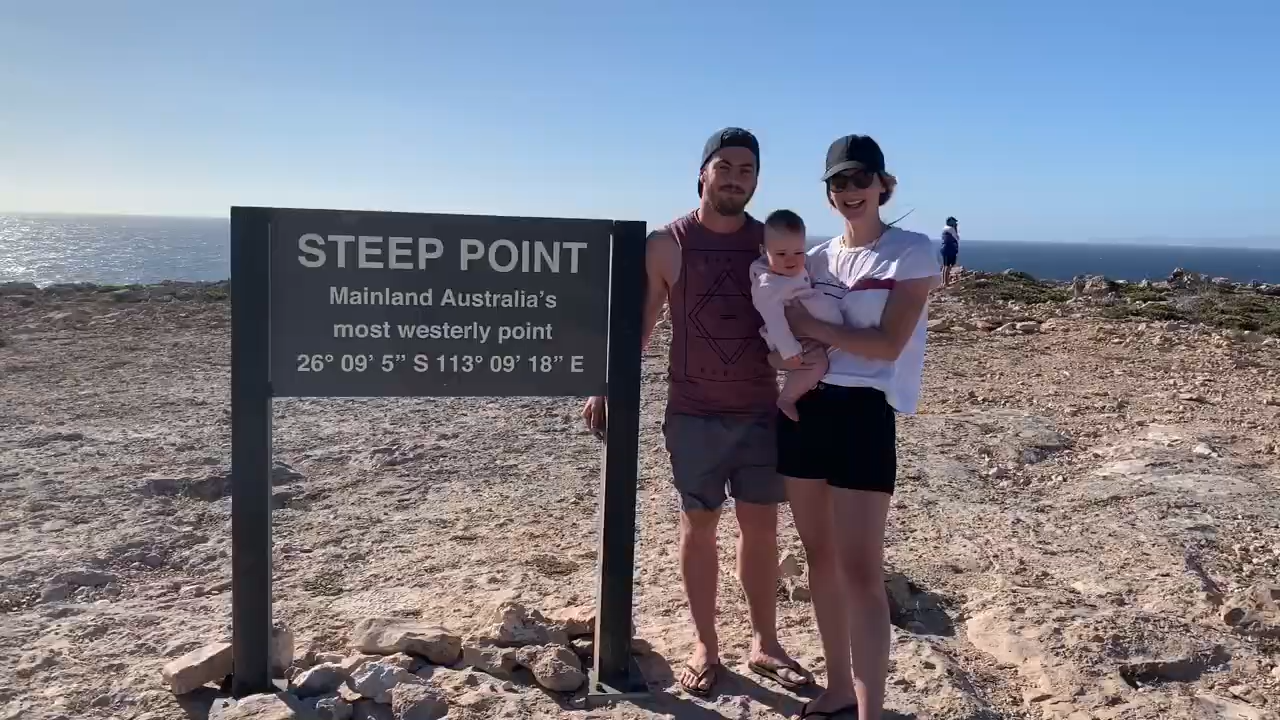 STEEP POINT
Mainland Australia's
most westerly point
26° 09' 5” S 113° 09' 18” E